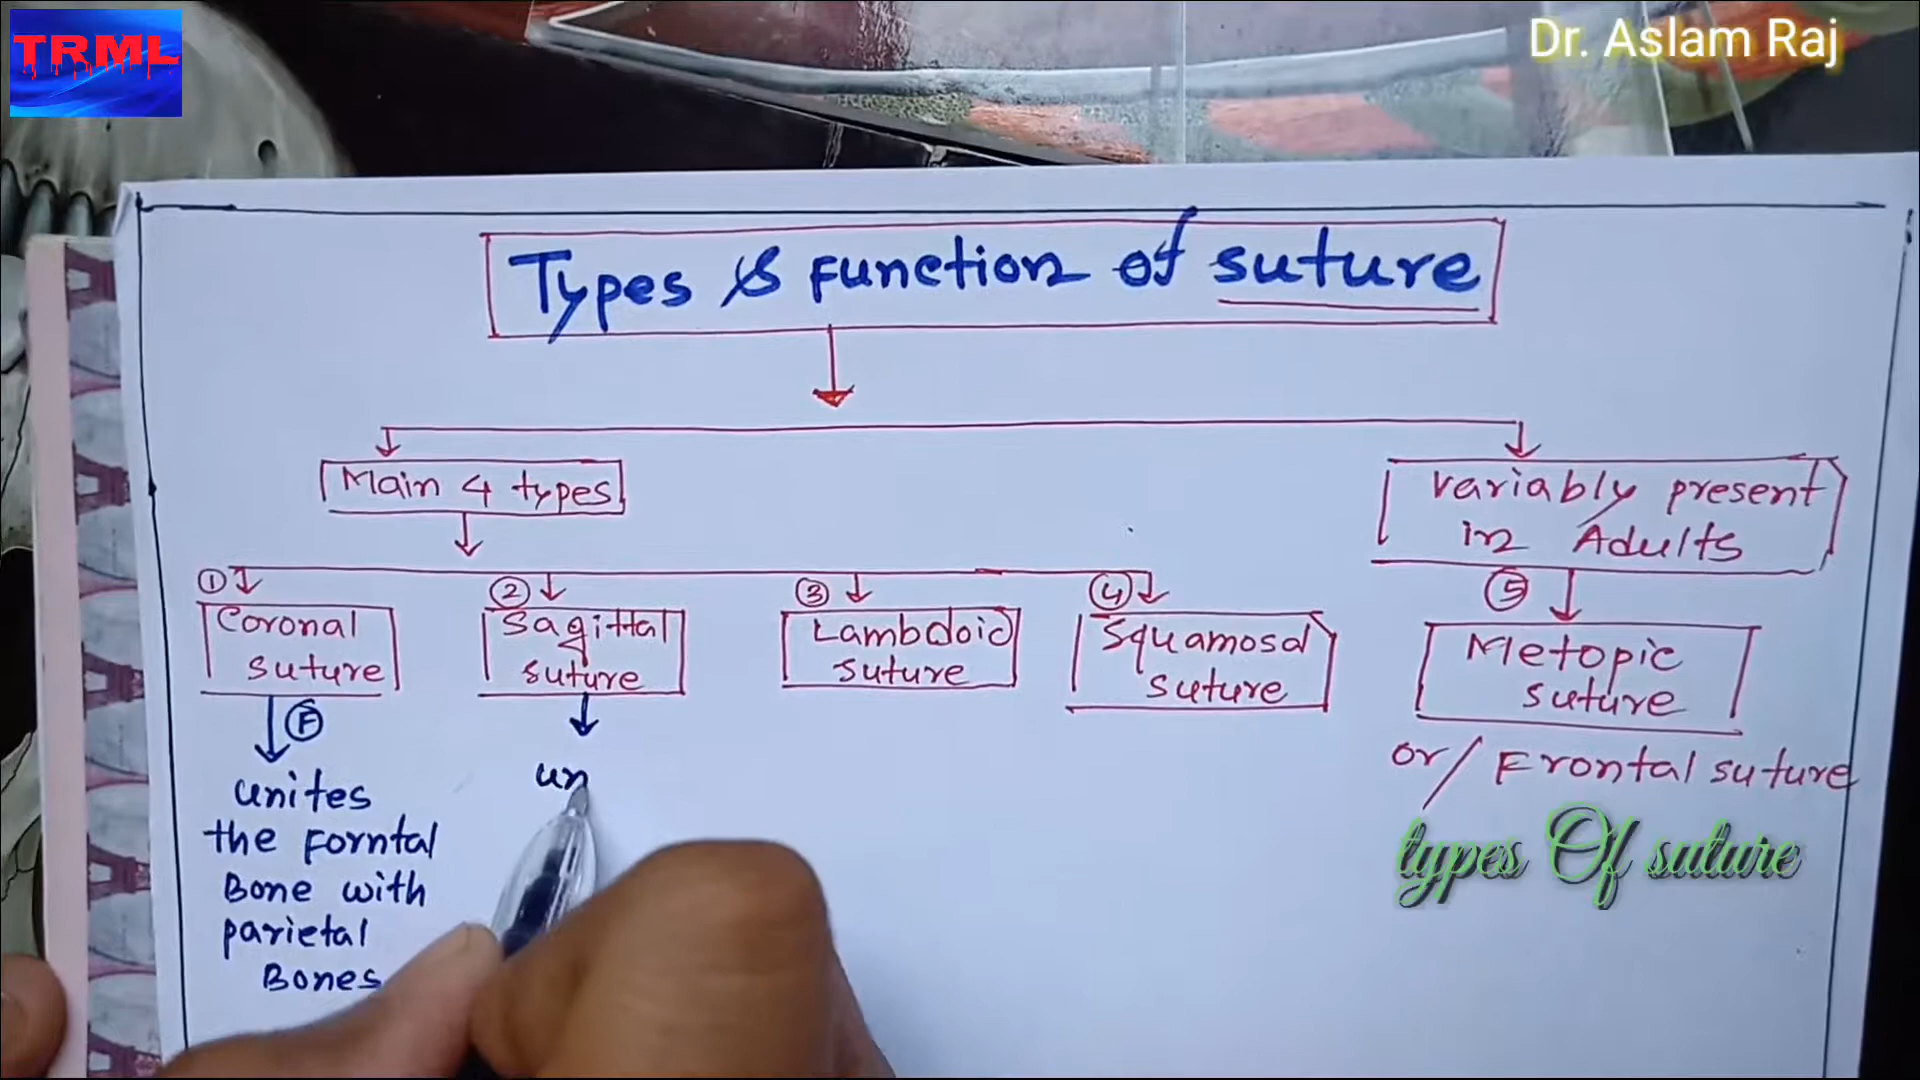 TRML
Dr. Aslam Raj
Types & function of suture
Main 4 types
variably present
in Adults
① Coronal
suture
② Sagittal
suture
③ Lambdoid
suture
④ Squamosal
suture
⑤ Metopic
suture
or / Frontal suture
types Of suture
Ⓕ
unites
the Forntal
Bone with
parietal
Bones
un